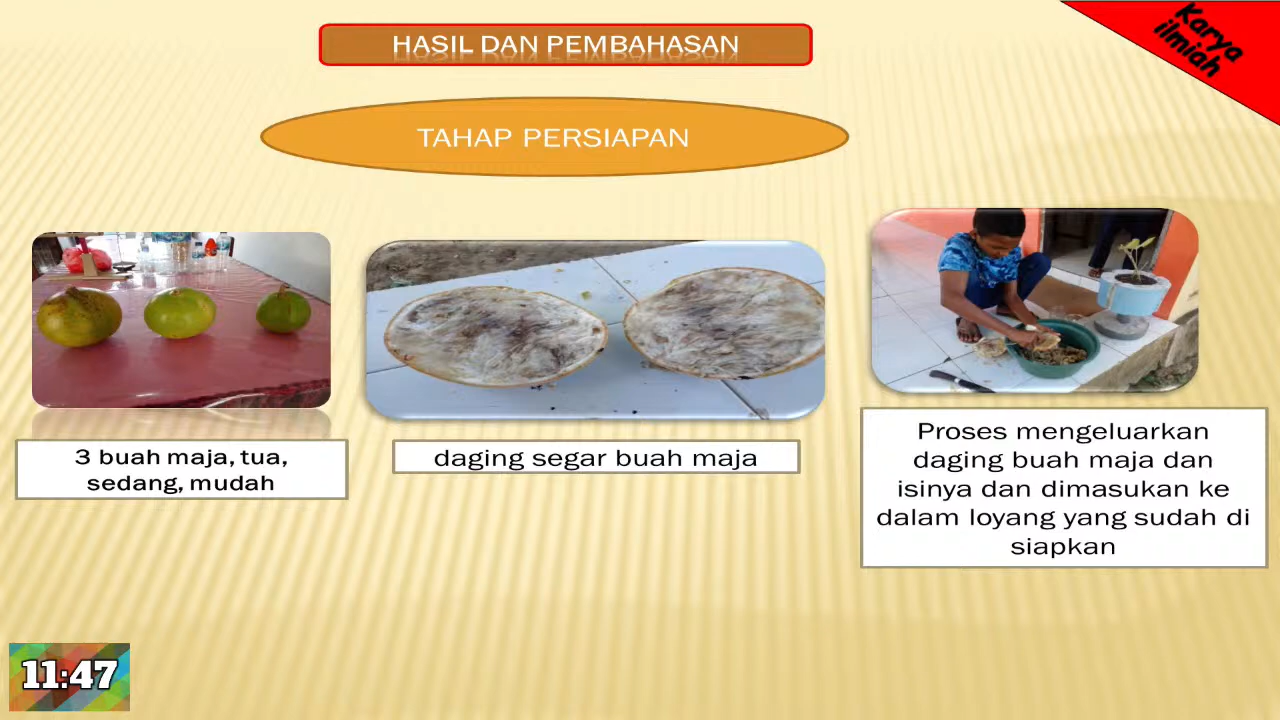 HASIL DAN PEMBAHASAN
Karya
ilmiah
TAHAP PERSIAPAN
3 buah maja, tua,
sedang, mudah
daging segar buah maja
Proses mengeluarkan
daging buah maja dan
isinya dan dimasukan ke
dalam loyang yang sudah di
siapkan
11:47